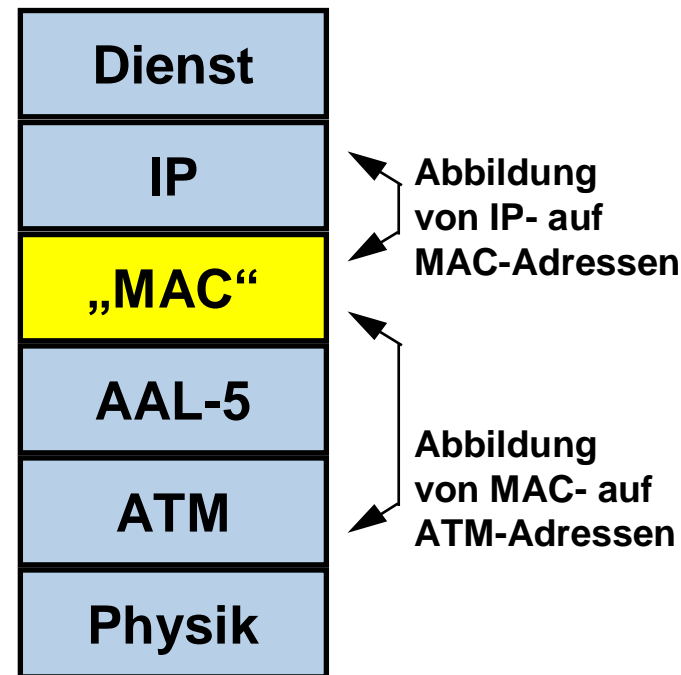 Dienst
IP
„MAC“
AAL-5
ATM
Physik
Abbildung
von IP- auf
MAC-Adressen
Abbildung
von MAC- auf
ATM-Adressen